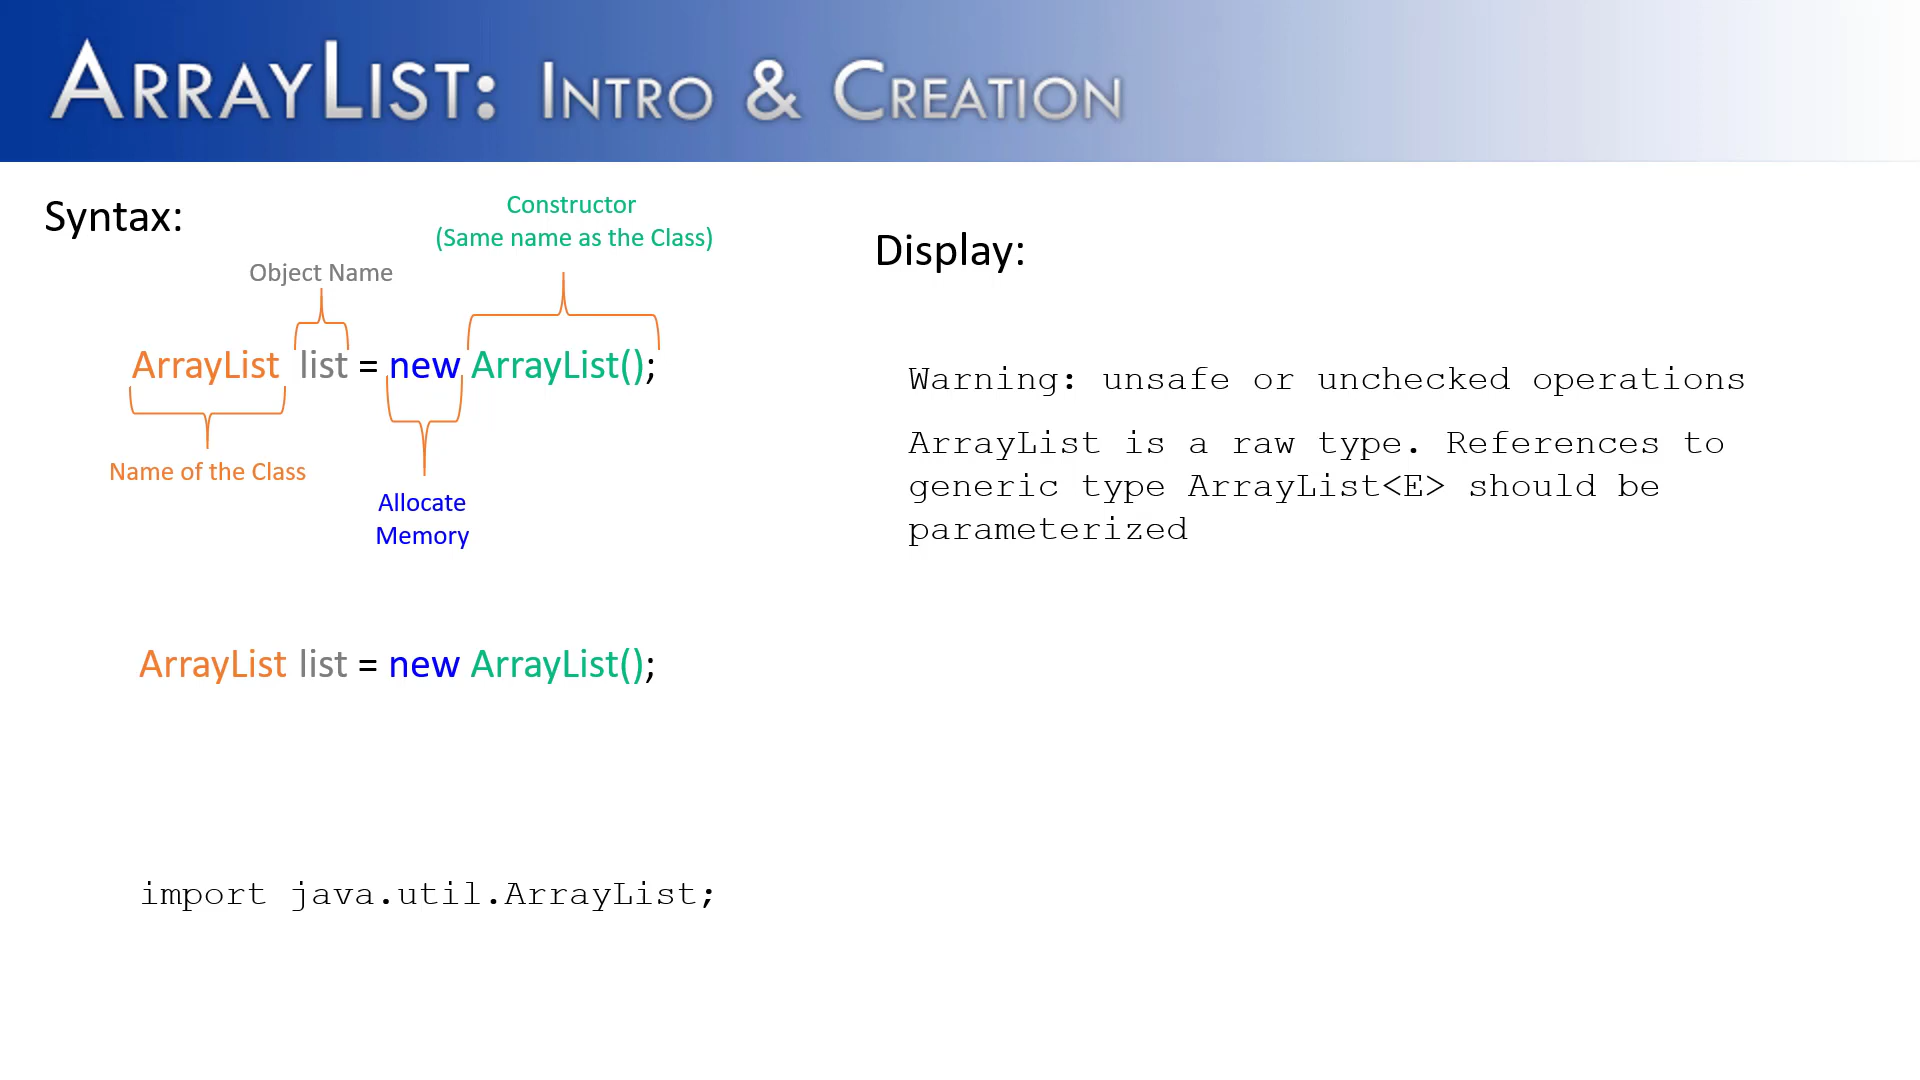 ArrayList: Intro & Creation
Syntax:
Constructor
(Same name as the Class)
Object Name
ArrayList list = new ArrayList();
Name of the Class
Allocate
Memory
ArrayList list = new ArrayList();
import java.util.ArrayList;
Display:
Warning: unsafe or unchecked operations
ArrayList is a raw type. References to
generic type ArrayList<E> should be
parameterized